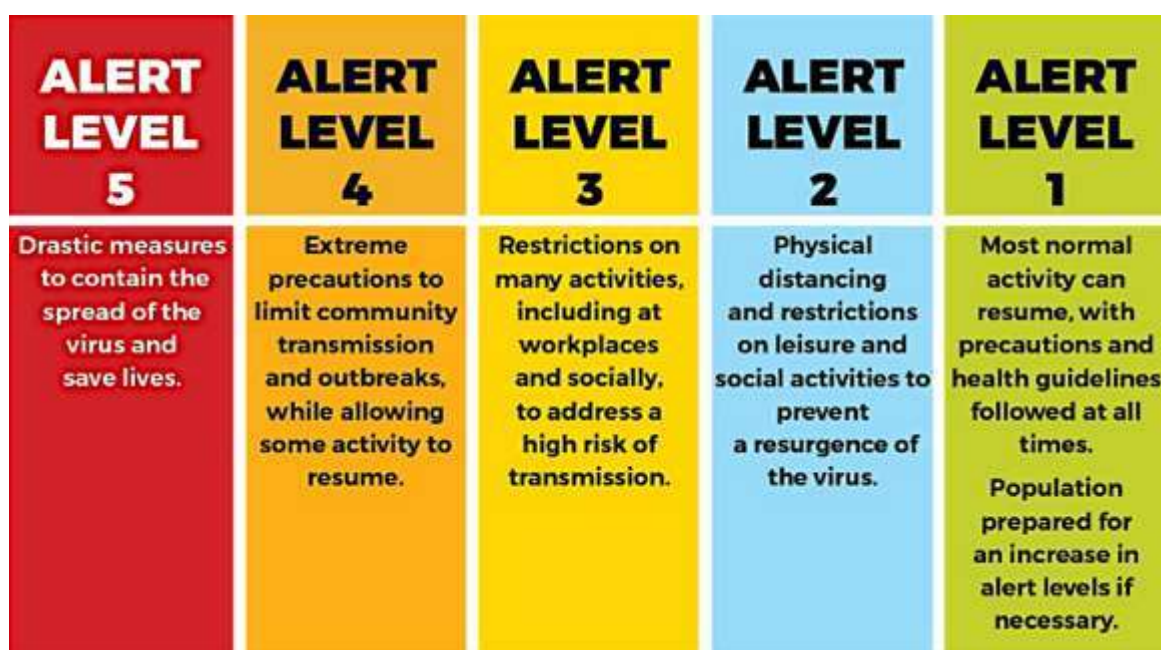 ALERT
LEVEL
5
Drastic measures
to contain the
spread of the
virus and
save lives.
ALERT
LEVEL
4
Extreme
precautions to
limit community
transmission
and outbreaks,
while allowing
some activity to
resume.
ALERT
LEVEL
3
Restrictions on
many activities,
including at
workplaces
and socially,
to address a
high risk of
transmission.
ALERT
LEVEL
2
Physical
distancing
and restrictions
on leisure and
social activities to
prevent
a resurgence of
the virus.
ALERT
LEVEL
1
Most normal
activity can
resume, with
precautions and
health guidelines
followed at all
times.
Population
prepared for
an increase in
alert levels if
necessary.